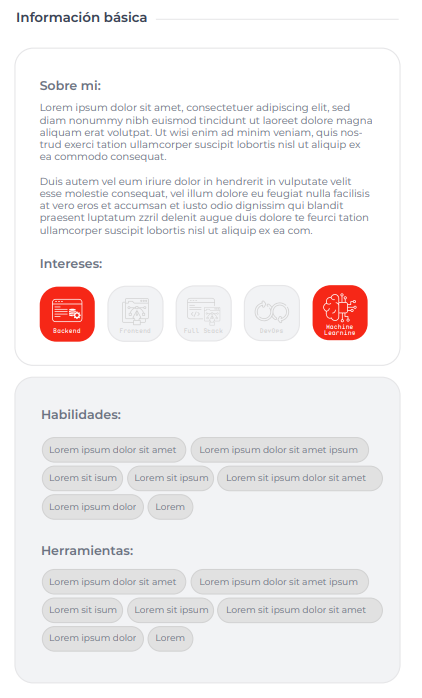 Información básica
Sobre mi:
Lorem ipsum dolor sit amet, consectetuer adipiscing elit, sed
diam nonummy nibh euismod tincidunt ut laoreet dolore magna
aliquam erat volutpat. Ut wisi enim ad minim veniam, quis nos-
trud exerci tation ullamcorper suscipit lobortis nisl ut aliquip ex
ea commodo consequat.
Duis autem vel eum iriure dolor in hendrerit in vulputate velit
esse molestie consequat, vel illum dolore eu feugiat nulla facilisis
at vero eros et accumsan et iusto odio dignissim qui blandit
praesent luptatum zzril delenit augue duis dolore te feurci tation
ullamcorper suscipit lobortis nisl ut aliquip ex ea com.
Intereses:
Backend
Frontend
Full Stack
DevOps
Machine
Learning
Habilidades:
Lorem ipsum dolor sit amet
Lorem ipsum dolor sit amet ipsum
Lorem sit isum
Lorem sit ipsum
Lorem ipsum dolor sit amet
Lorem ipsum dolor
Lorem
Herramientas:
Lorem ipsum dolor sit amet
Lorem ipsum dolor sit amet ipsum
Lorem sit isum
Lorem sit ipsum
Lorem ipsum dolor sit amet
Lorem ipsum dolor
Lorem